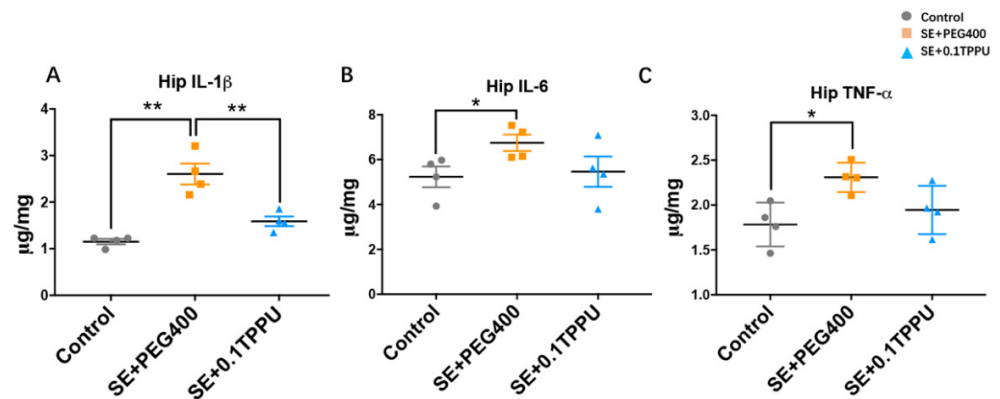 Control
SE+PEG400
SE+0.1TPPU
A
Hip IL-1β
**
**
μg/mg
4
3
2
1
0
Control
SE+PEG400
SE+0.1TPPU
B
Hip IL-6
*
μg/mg
8
6
4
2
0
Control
SE+PEG400
SE+0.1TPPU
C
Hip TNF-α
*
μg/mg
3.0
2.5
2.0
1.5
1.0
Control
SE+PEG400
SE+0.1TPPU